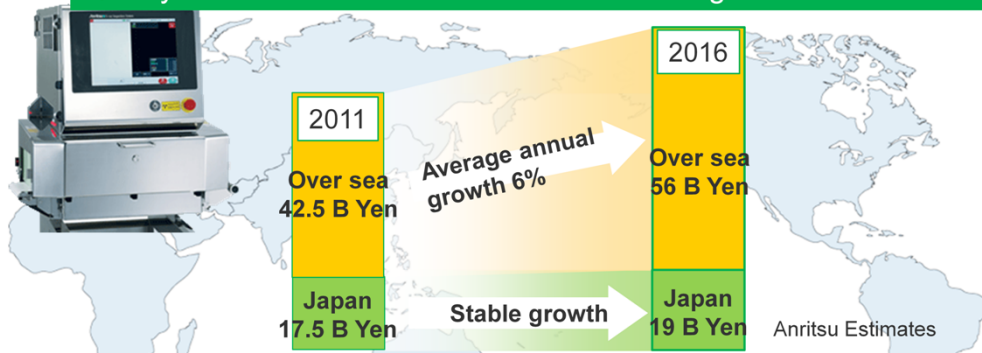 2011
Over sea
42.5 B Yen
Japan
17.5 B Yen
Average annual
growth 6%
Stable growth
2016
Over sea
56 B Yen
Japan
19 B Yen
Anritsu Estimates